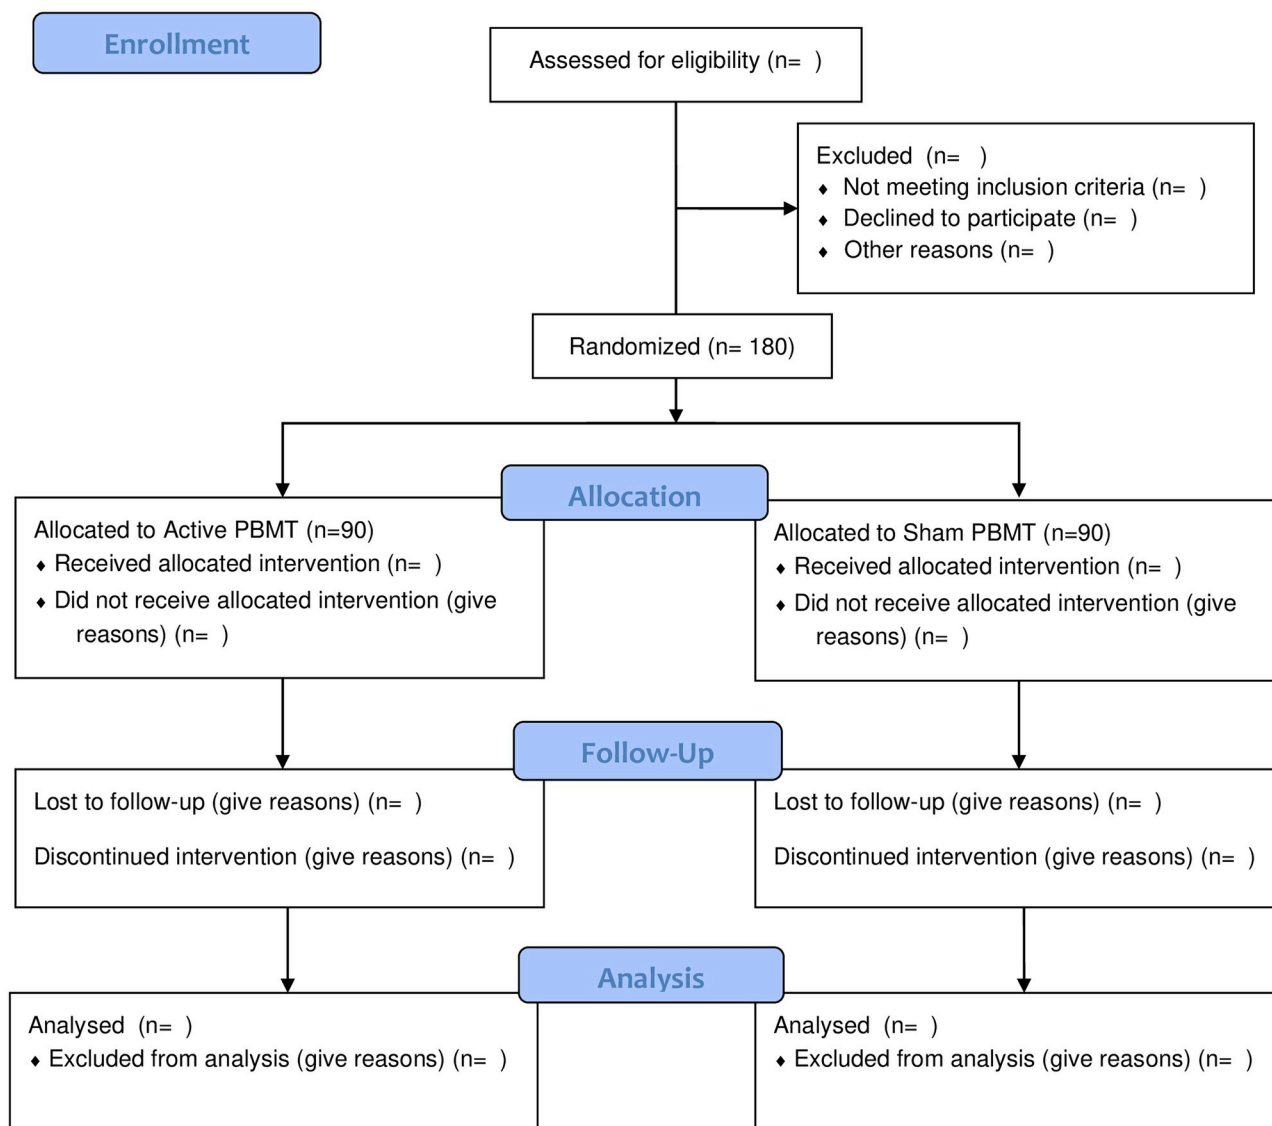 Enrollment
Assessed for eligibility (n=  )
Excluded  (n=   )
♦ Not meeting inclusion criteria (n=  )
♦ Declined to participate (n=  )
♦ Other reasons (n=  )
Randomized (n= 180)
Allocation
Allocated to Active PBMT (n=90)
♦ Received allocated intervention (n=  )
♦ Did not receive allocated intervention (give
reasons) (n=  )
Allocated to Sham PBMT (n=90)
♦ Received allocated intervention (n=  )
♦ Did not receive allocated intervention (give
reasons) (n=  )
Follow-Up
Lost to follow-up (give reasons) (n=  )
Discontinued intervention (give reasons) (n=  )
Lost to follow-up (give reasons) (n=  )
Discontinued intervention (give reasons) (n=  )
Analysis
Analysed  (n=  )
♦ Excluded from analysis (give reasons) (n=  )
Analysed  (n=  )
♦ Excluded from analysis (give reasons) (n=  )